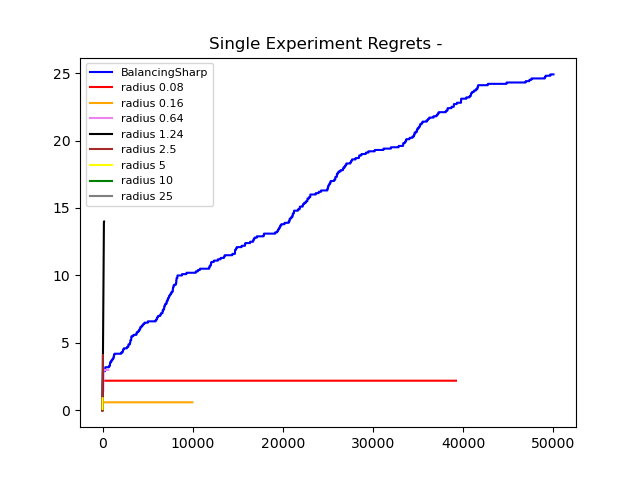 Single Experiment Regrets -
BalancingSharp
radius 0.08
radius 0.16
radius 0.64
radius 1.24
radius 2.5
radius 5
radius 10
radius 25
25
20
15
10
5
0
0 10000 20000 30000 40000 50000